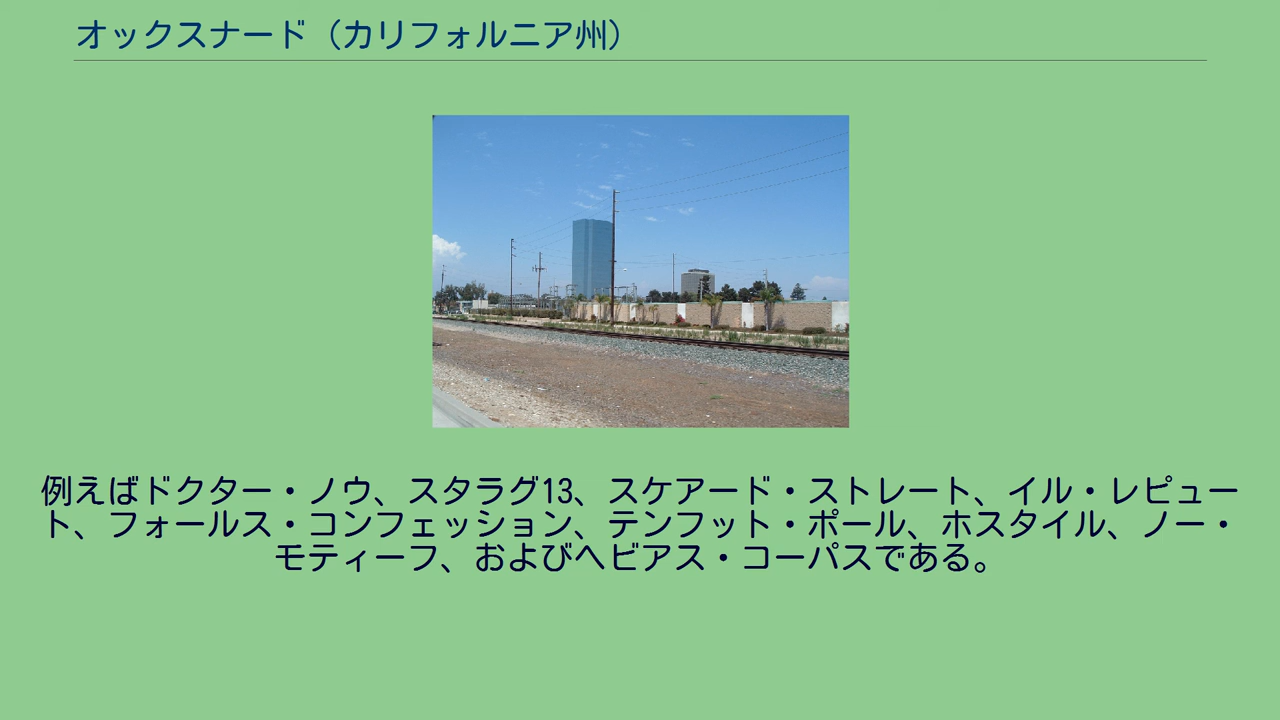 オックスナード（カリフォルニア州）
例えばドクター・ノウ、スタラグ13、スケアード・ストレート、イル・レピュー
ト、フォールス・コンフェッション、テンフット・ポール、ホスタイル、ノー・
モティーフ、およびヘビアス・コーパスである。